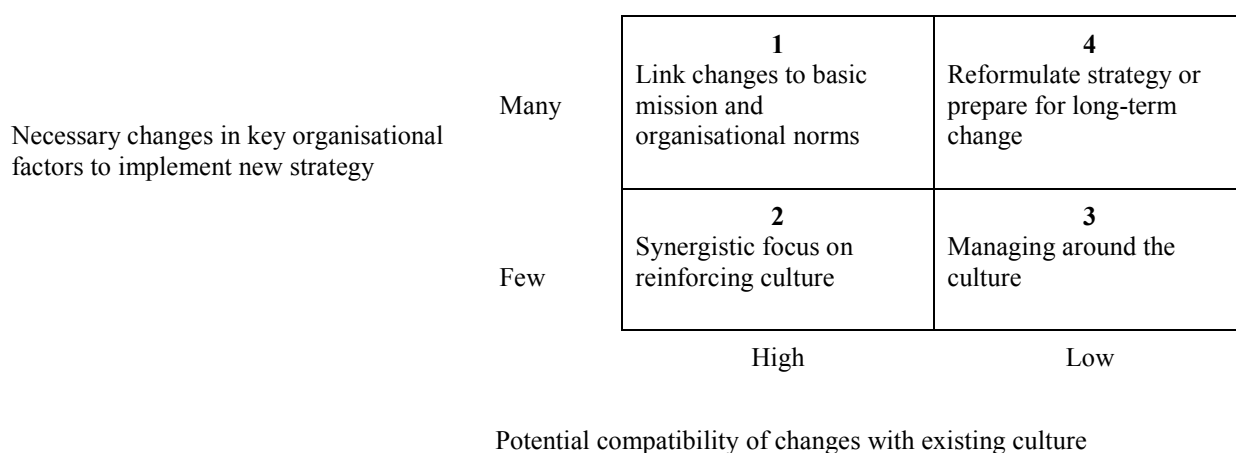 1
Link changes to basic
mission and
organisational norms
4
Reformulate strategy or
prepare for long-term
change
Many
Necessary changes in key organisational
factors to implement new strategy
2
Synergistic focus on
reinforcing culture
3
Managing around the
culture
Few
High
Low
Potential compatibility of changes with existing culture